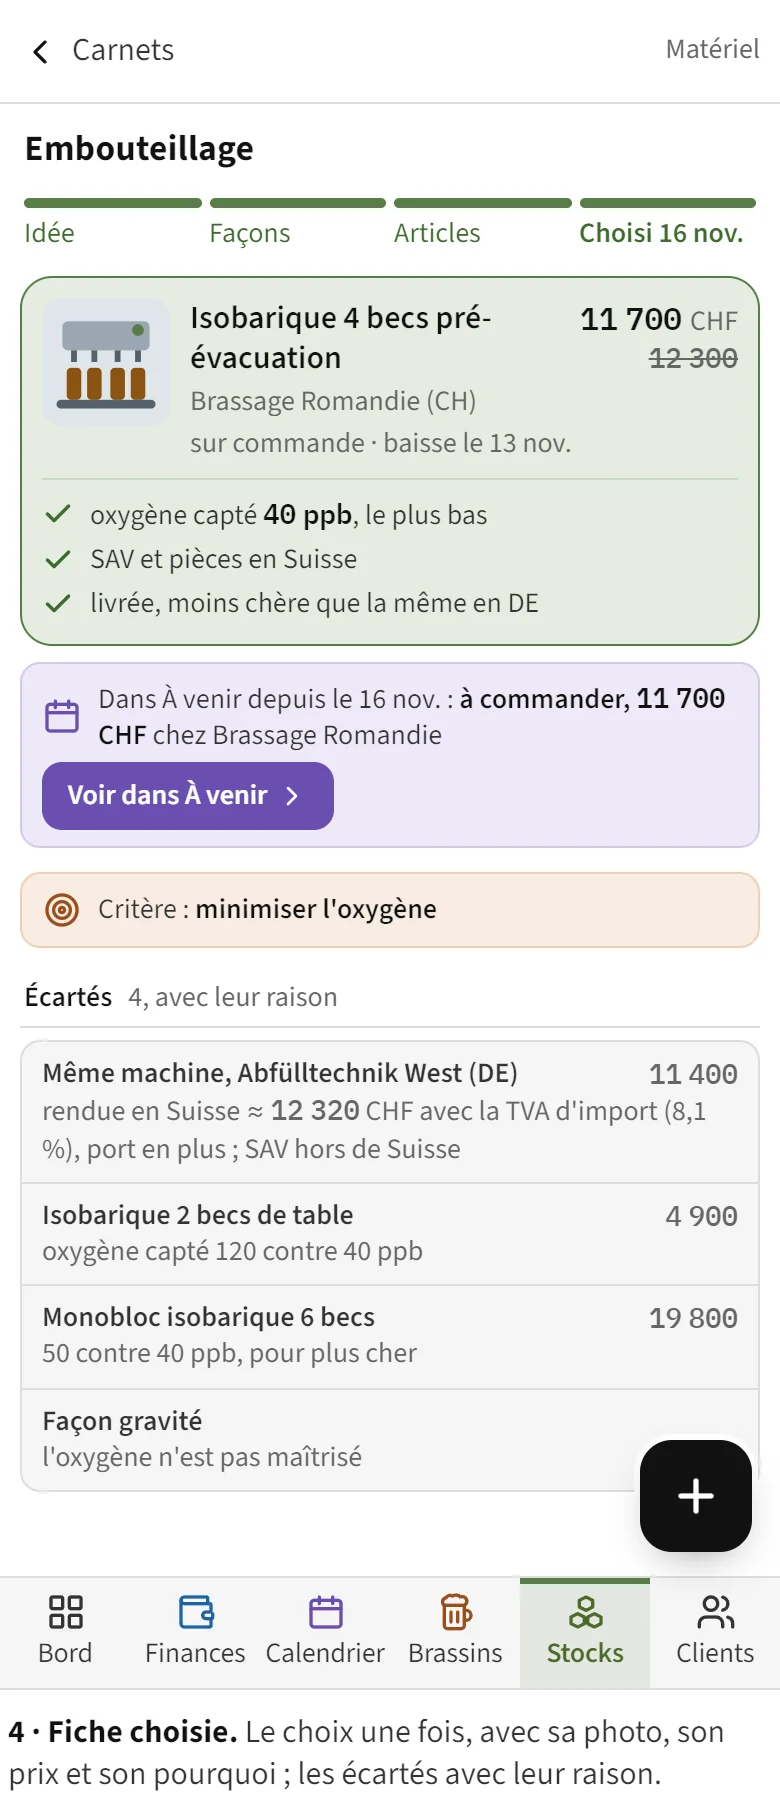 Carnets
Matériel
Embouteillage
Idée
Façons
Articles
Choisi 16 nov.
Isobarique 4 becs pré-
évacuation
11 700 CHF
12 300
Brassage Romandie (CH)
sur commande · baisse le 13 nov.
oxygène capté 40 ppb, le plus bas
SAV et pièces en Suisse
livrée, moins chère que la même en DE
Dans À venir depuis le 16 nov. : à commander, 11 700
CHF chez Brassage Romandie
Voir dans À venir
Critère : minimiser l'oxygène
Écartés 4, avec leur raison
Même machine, Abfülltechnik West (DE)
11 400
rendue en Suisse ≈ 12 320 CHF avec la TVA d'import (8,1
%), port en plus ; SAV hors de Suisse
Isobarique 2 becs de table
4 900
oxygène capté 120 contre 40 ppb
Monobloc isobarique 6 becs
19 800
50 contre 40 ppb, pour plus cher
Façon gravité
l'oxygène n'est pas maîtrisé
Bord
Finances
Calendrier
Brassins
Stocks
Clients
4 · Fiche choisie. Le choix une fois, avec sa photo, son
prix et son pourquoi ; les écartés avec leur raison.